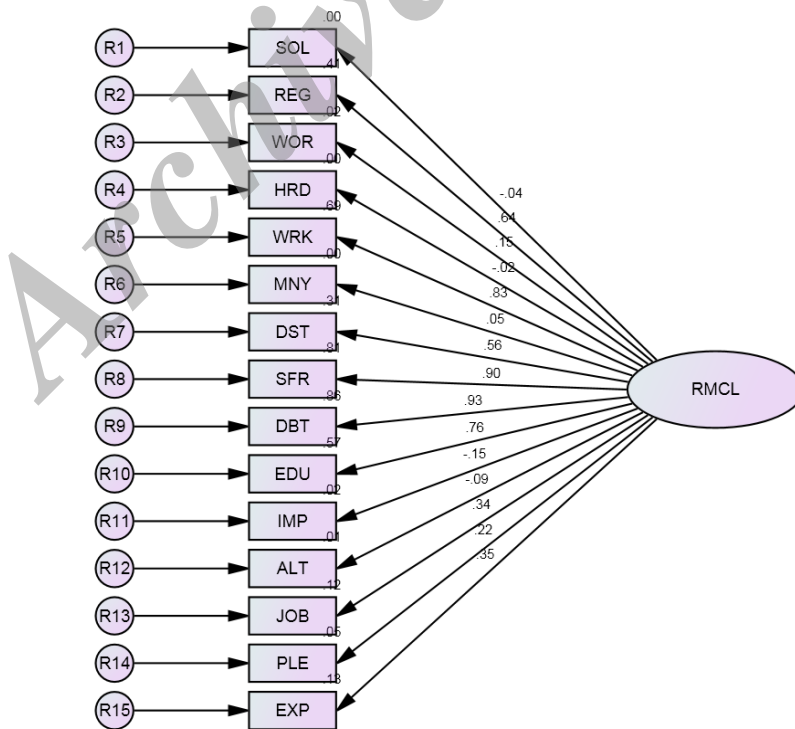 .00
R1 SOL
.41
R2 REG
.02
R3 WOR
.00
R4 HRD
.69
R5 WRK
.00
R6 MNY
.31
R7 DST
.81
R8 SFR
.86
R9 DBT
.57
R10 EDU
.02
R11 IMP
.01
R12 ALT
.12
R13 JOB
.05
R14 PLE
.13
R15 EXP
-.04
.64
.15
-.02
.83
.05
.56
.90
.93
.76
-.15
-.09
.34
.22
.35
RMCL
Archive